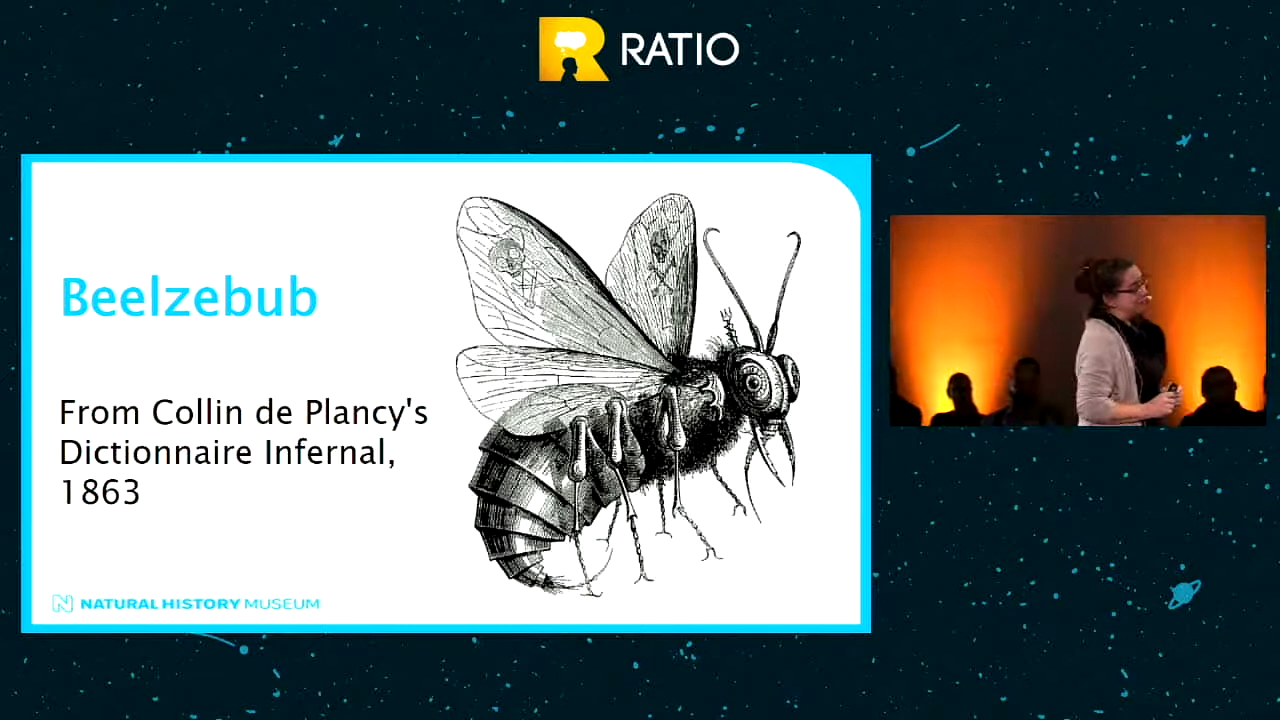 RATIO
Beelzebub
From Collin de Plancy's
Dictionnaire Infernal,
1863
NATURAL HISTORY MUSEUM